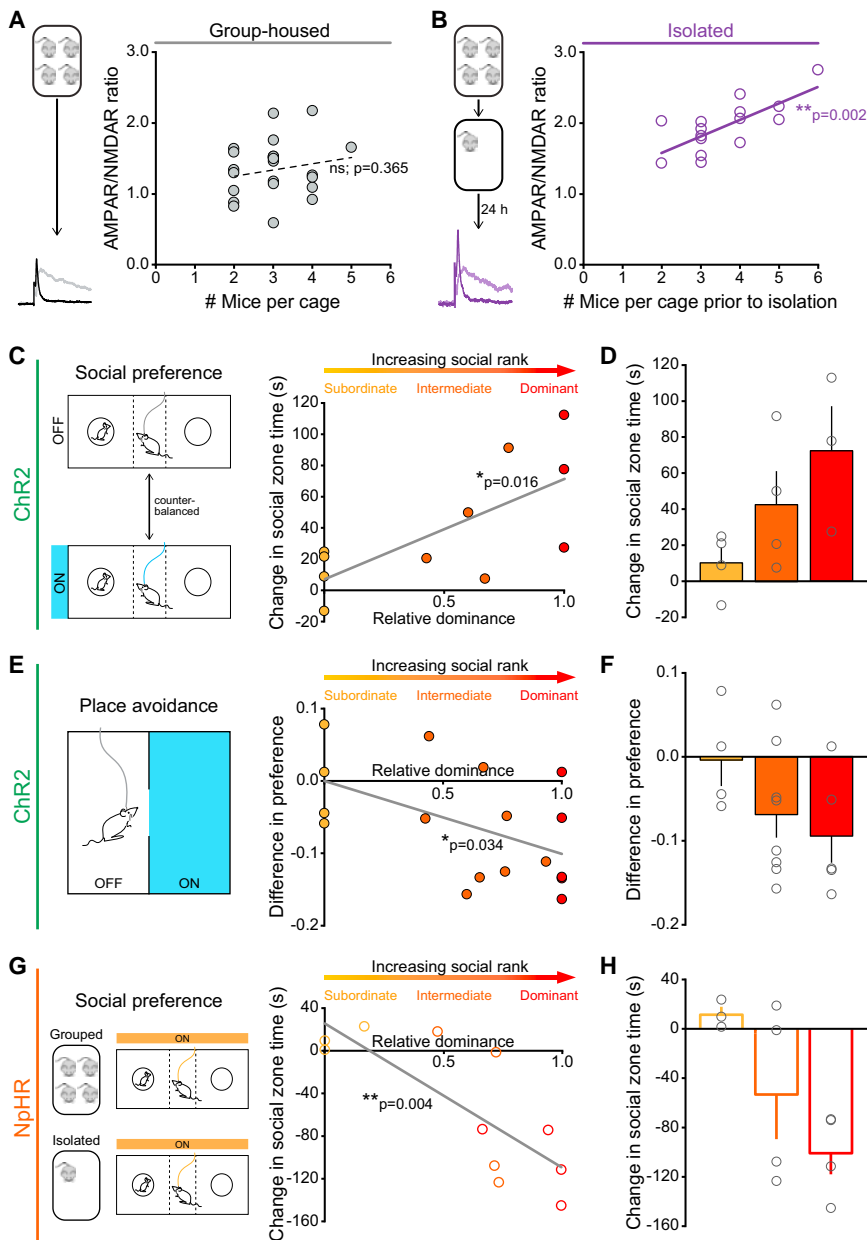 A
Group-housed
3.0
2.0
1.0
0.0
AMPAR/NMDAR ratio
ns; p=0.365
0 1 2 3 4 5 6
# Mice per cage
B
Isolated
24 h
3.0
2.0
1.0
0.0
AMPAR/NMDAR ratio
**p=0.002
0 1 2 3 4 5 6
# Mice per cage prior to isolation
ChR2
C
Social preference
OFF
counter-
balanced
ON
Increasing social rank
Subordinate Intermediate Dominant
120
100
80
60
40
20
0
-20
Change in social zone time (s)
*p=0.016
0.5 1.0
Relative dominance
D
120
100
80
60
40
20
0
-20
Change in social zone time (s)
ChR2
E
Place avoidance
OFF ON
Increasing social rank
Subordinate Intermediate Dominant
0.1
0.0
-0.1
-0.2
Difference in preference
Relative dominance
0.5 1.0
*p=0.034
F
0.1
0.0
-0.1
-0.2
Difference in preference
NpHR
G
Social preference
Grouped
ON
Isolated
ON
Increasing social rank
Subordinate Intermediate Dominant
40
0
-40
-80
-120
-160
Change in social zone time (s)
Relative dominance
0.5 1.0
**p=0.004
H
40
0
-40
-80
-120
-160
Change in social zone time (s)